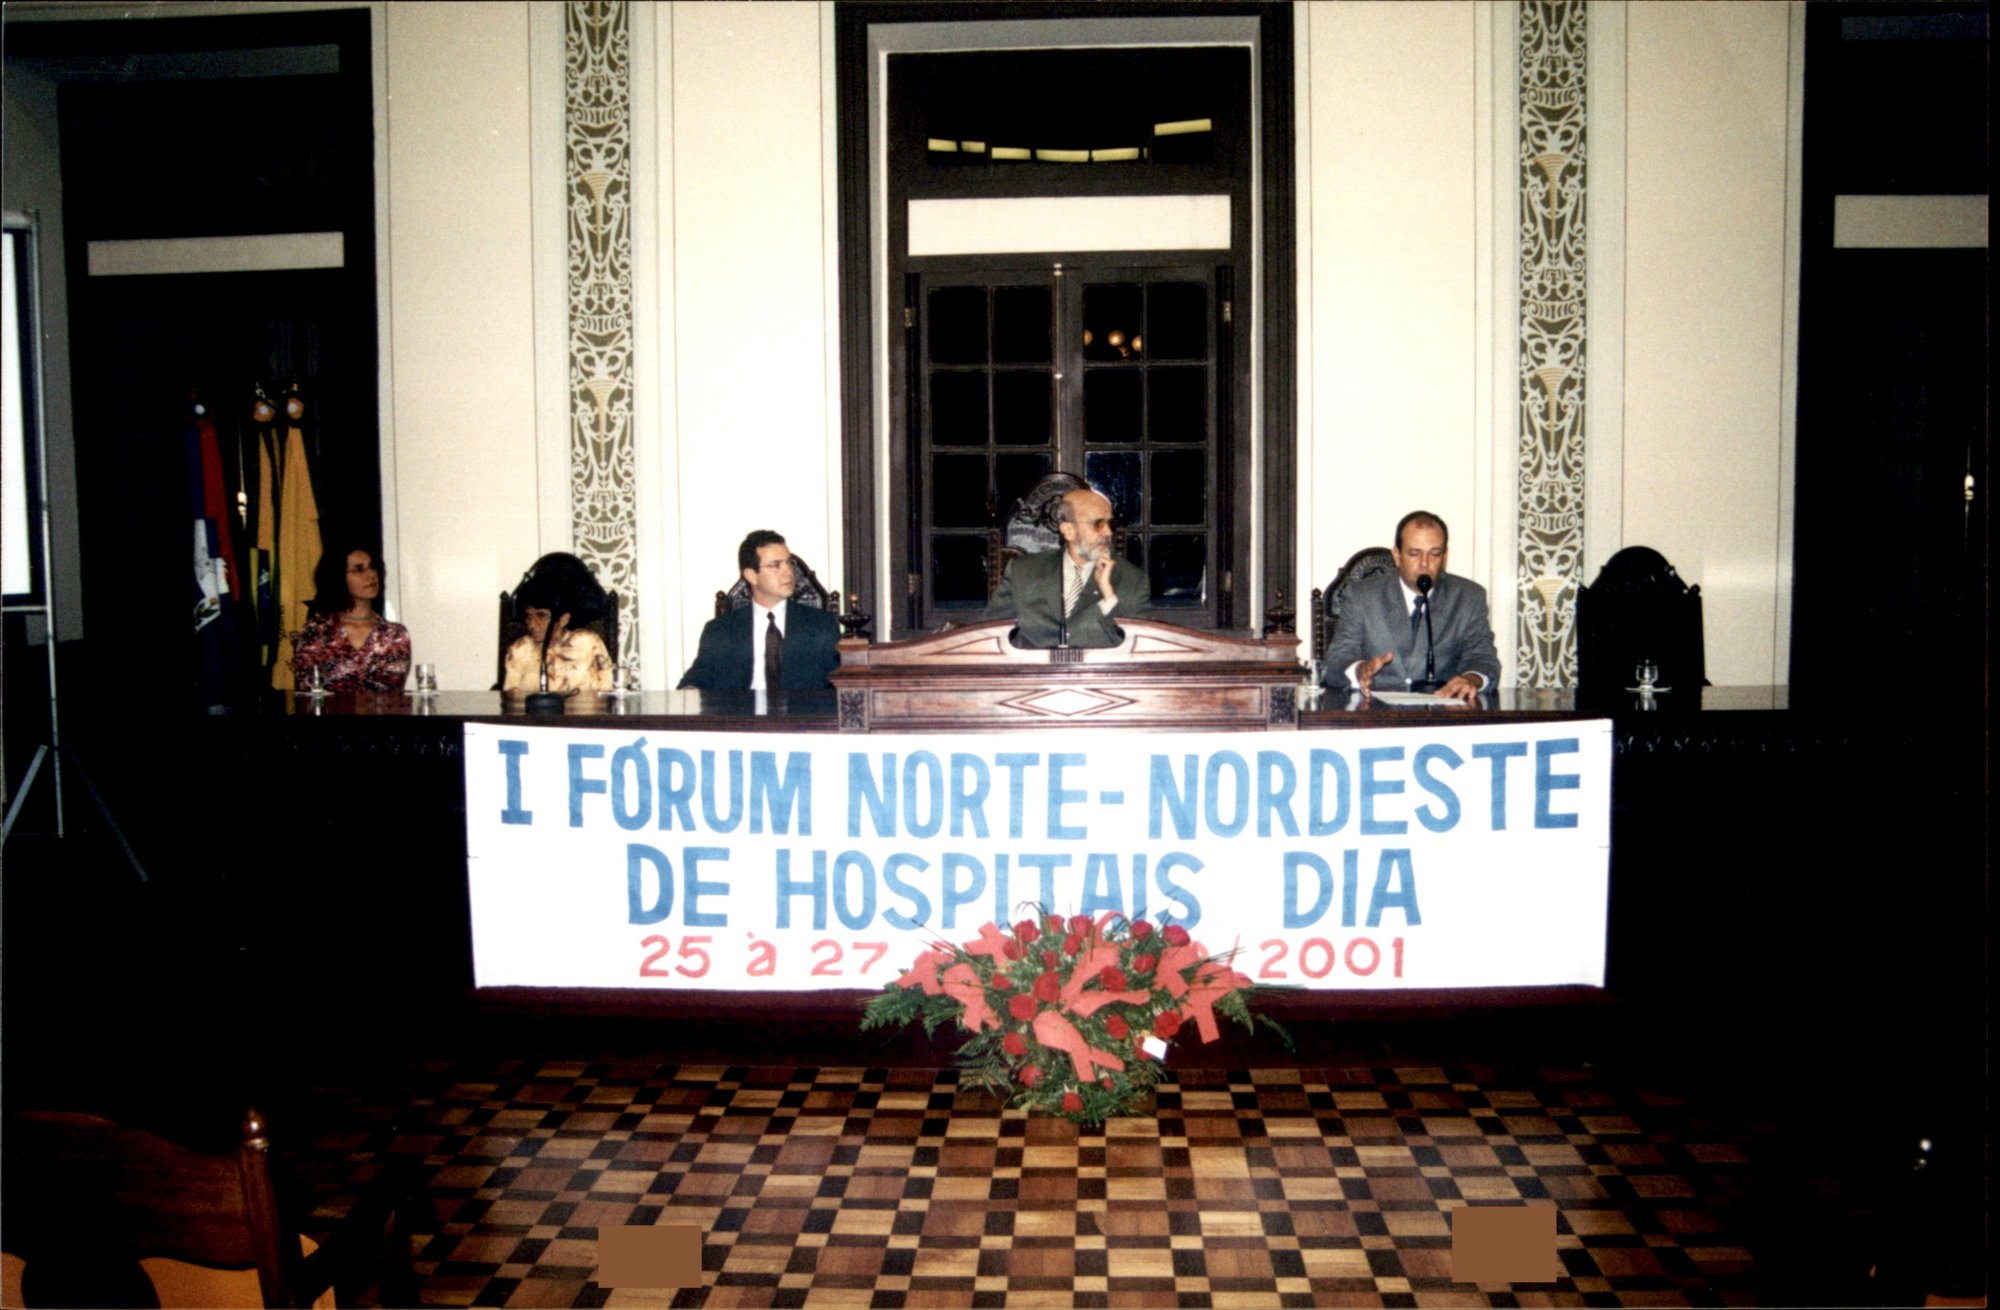 I FÓRUM NORTE-NORDESTE
DE HOSPITAIS DIA
25 à 27 /2001